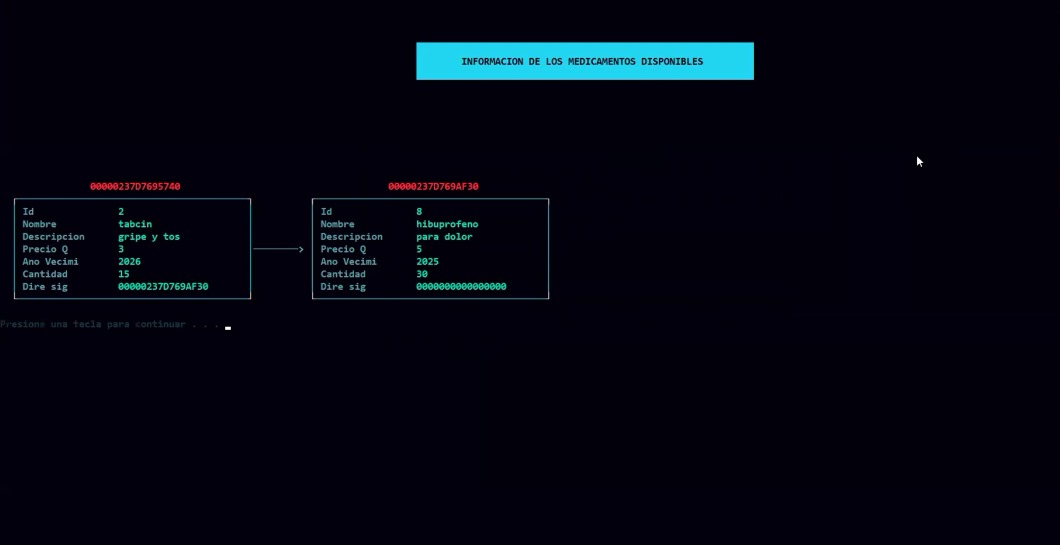 INFORMACION DE LOS MEDICAMENTOS DISPONIBLES
00000237D7695740
Id 2
Nombre tabcin
Descripcion gripe y tos
Precio Q 3
Ano Vecimi 2026
Cantidad 15
Dire sig 00000237D769AF30
00000237D769AF30
Id 8
Nombre hibuprofeno
Descripcion para dolor
Precio Q 5
Ano Vecimi 2025
Cantidad 30
Dire sig 0000000000000000
Presione una tecla para continuar . . .